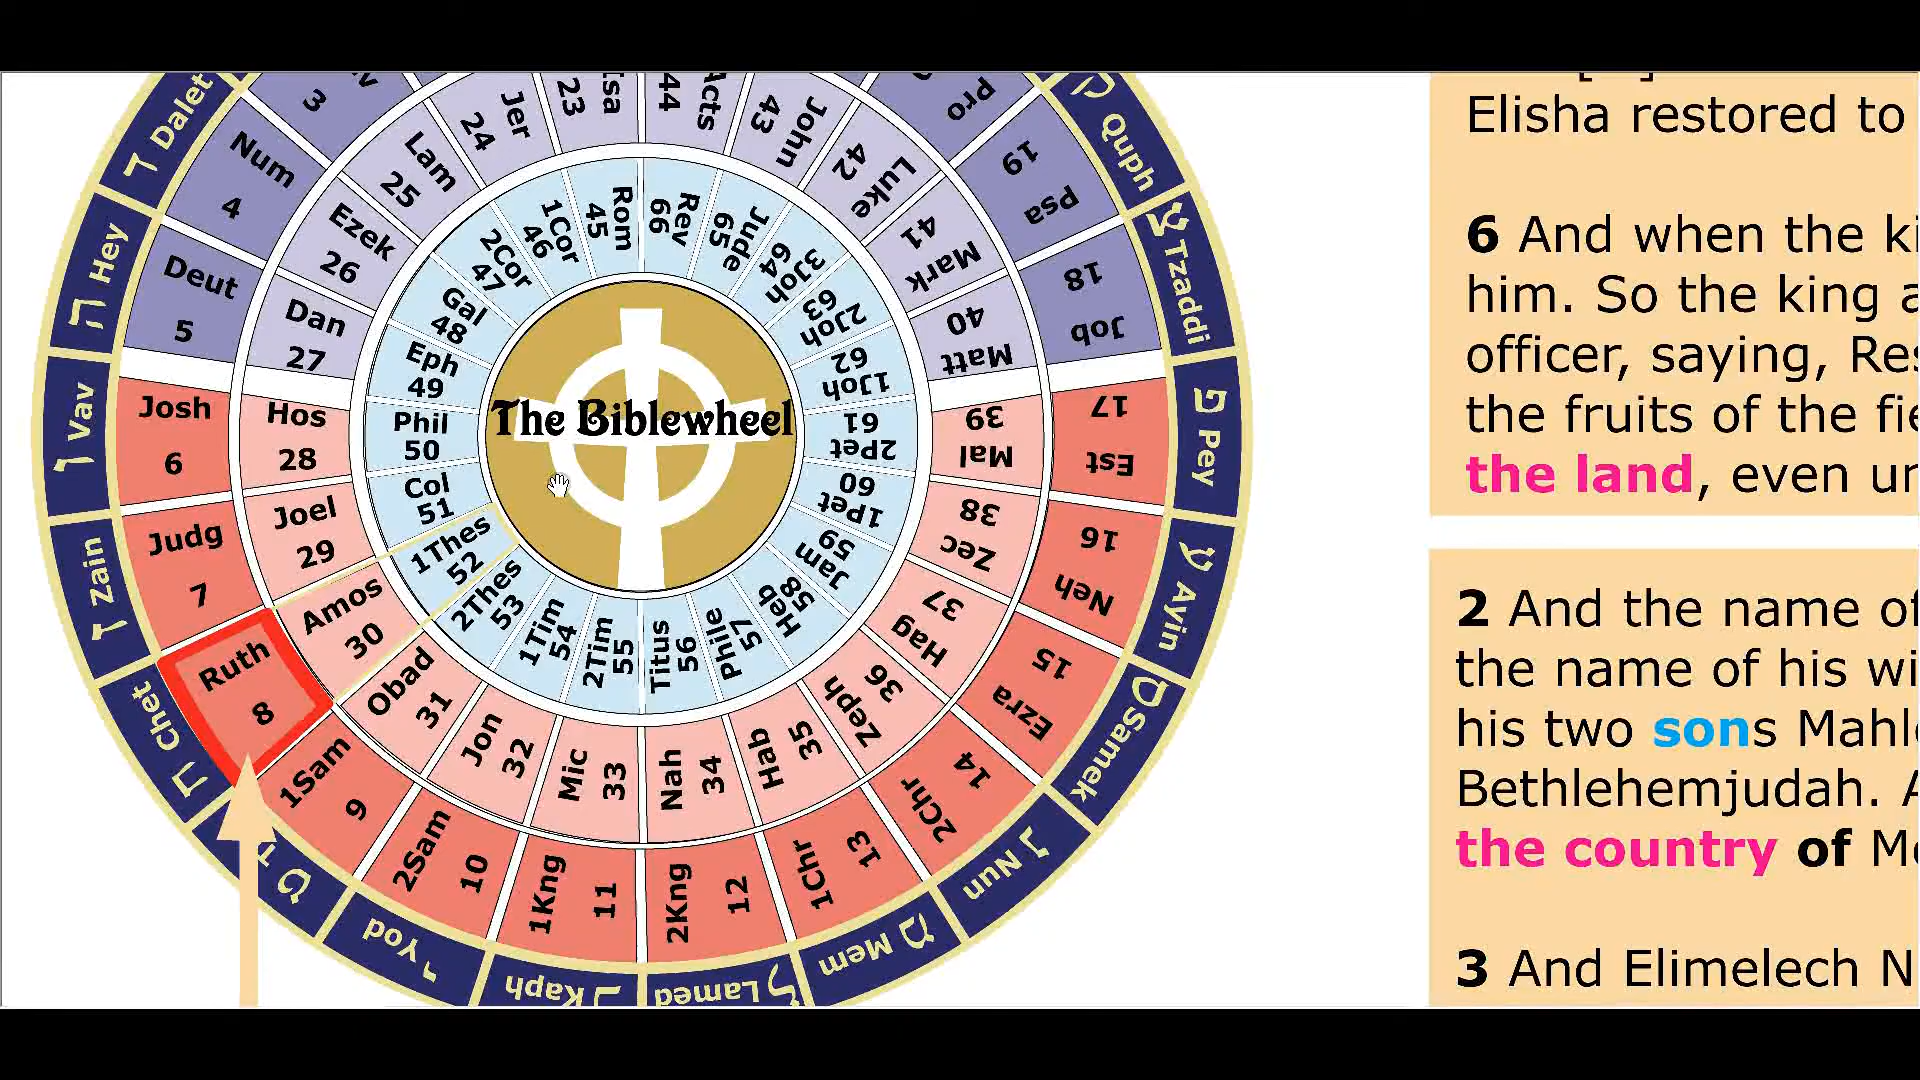 ד Dalet
ה Hey
ו Vav
ז Zain
ח Chet
ט
י Yod
כ Kaph
ל Lamed
מ Mem
נ Nun
ס Samek
ע Ayin
פ Pey
צ Tzaddi
ק Quph
3
Num
4
Deut
5
Josh
6
Judg
7
Ruth
8
1Sam
9
2Sam
10
1Kng
11
2Kng
12
1Chr
13
2Chr
14
Ezra
15
Neh
16
Est
17
Job
18
Psa
19
Pro
Isa
23
Jer
24
Lam
25
Ezek
26
Dan
27
Hos
28
Joel
29
Amos
30
Obad
31
Jon
32
Mic
33
Nah
34
Hab
35
Zeph
36
Hag
37
Zec
38
Mal
39
Matt
40
Mark
41
Luke
42
John
43
Acts
44
Rom
45
1Cor
46
2Cor
47
Gal
48
Eph
49
Phil
50
Col
51
1Thes
52
2Thes
53
1Tim
54
2Tim
55
Titus
56
Phile
57
Heb
58
Jam
59
1Pet
60
2Pet
61
1Joh
62
2Joh
63
3Joh
64
Jude
65
Rev
66
The Biblewheel
Elisha restored to
6 And when the ki
him. So the king a
officer, saying, Res
the fruits of the fie
the land, even un
2 And the name of
the name of his wi
his two sons Mahl
Bethlehemjudah. A
the country of Mo
3 And Elimelech N